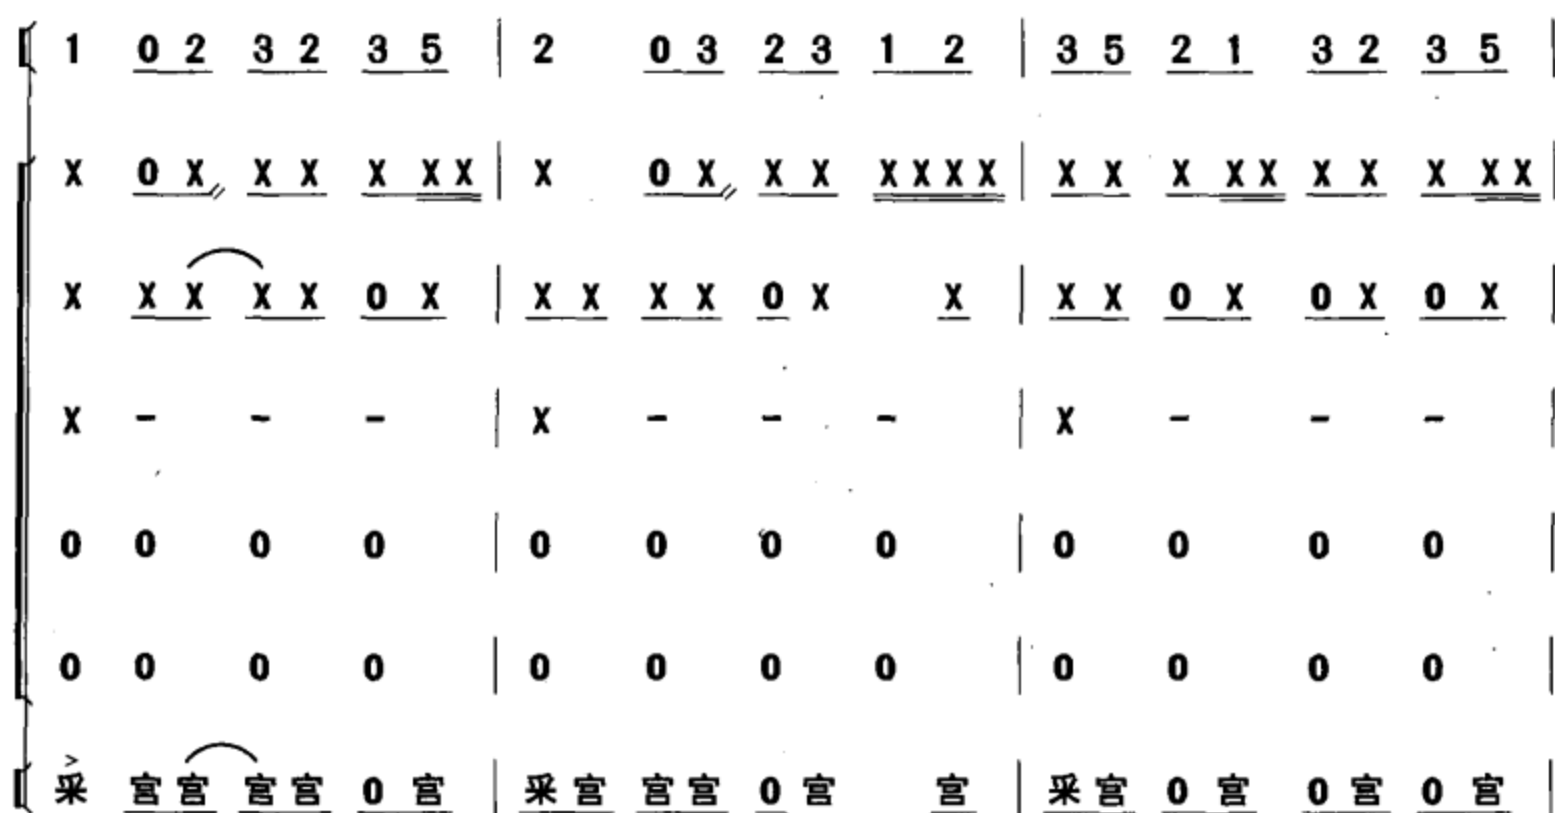 1 0 2 3 2 3 5 | 2 0 3 2 3 1 2 | 3 5 2 1 3 2 3 5 |
X 0 X X X X X X | X 0 X X X X X X X | X X X X X X X X X X |
X X X X X 0 X | X X X X 0 X X | X X 0 X 0 X 0 X |
X - - - | X - - - | X - - - |
0 0 0 0 | 0 0 0 0 | 0 0 0 0 |
0 0 0 0 | 0 0 0 0 | 0 0 0 0 |
>
采 宫 宫 宫 宫 0 宫 | 采 宫 宫 宫 0 宫 宫 | 采 宫 0 宫 0 宫 0 宫 |